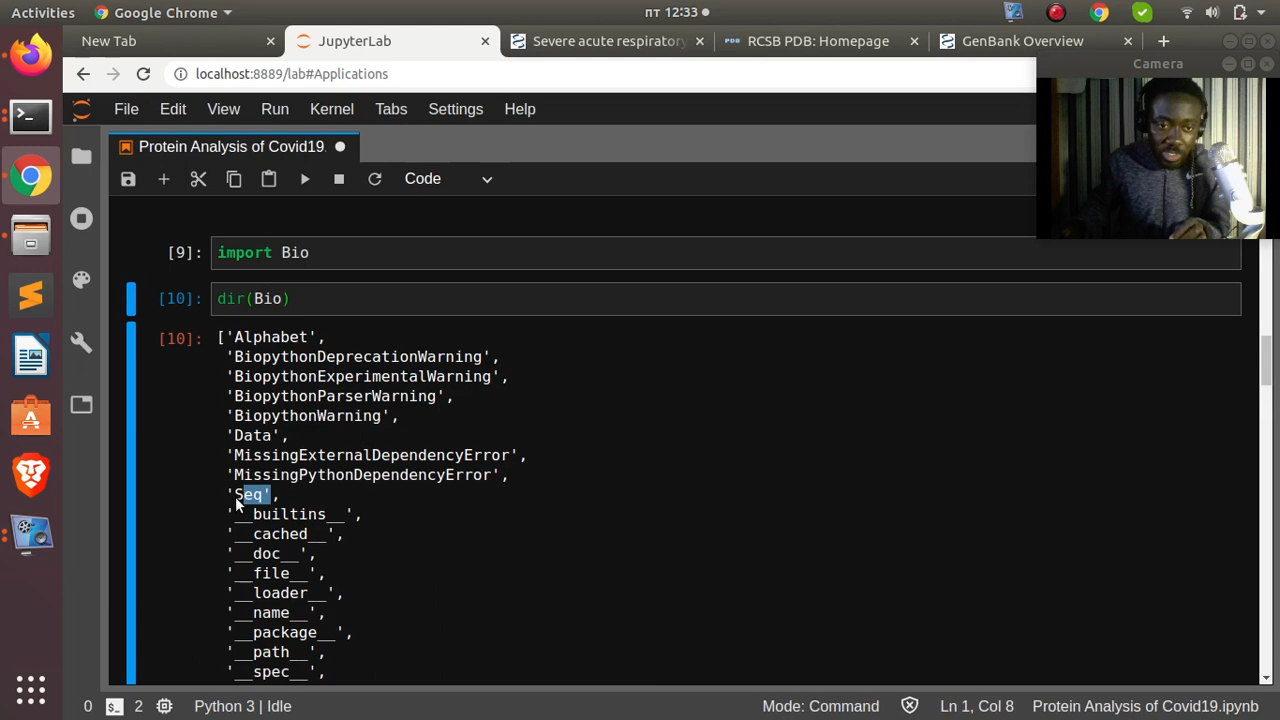 Activities Google Chrome пт 12:33
New Tab JupyterLab Severe acute respiratory RCSB PDB: Homepage GenBank Overview
Camera
localhost:8889/lab#Applications
File Edit View Run Kernel Tabs Settings Help
Protein Analysis of Covid19.
Code
[9]: import Bio
[10]: dir(Bio)
[10]: ['Alphabet',
'BiopythonDeprecationWarning',
'BiopythonExperimentalWarning',
'BiopythonParserWarning',
'BiopythonWarning',
'Data',
'MissingExternalDependencyError',
'MissingPythonDependencyError',
'Seq',
'__builtins__',
'__cached__',
'__doc__',
'__file__',
'__loader__',
'__name__',
'__package__',
'__path__',
'__spec__',
0 2 Python 3 | Idle Mode: Command Ln 1, Col 8 Protein Analysis of Covid19.ipynb